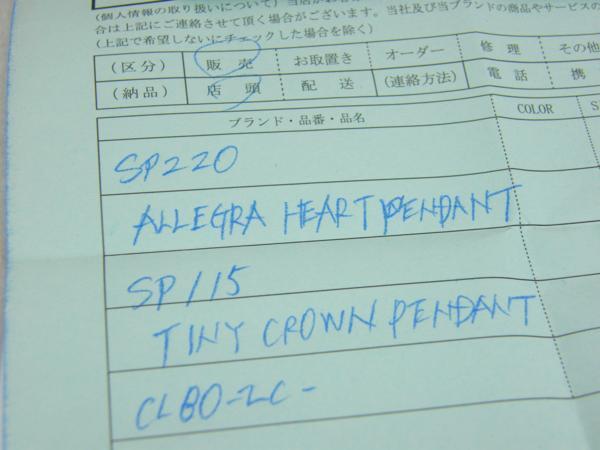 (個人情報の取り扱いについて)
合は上記にご連絡させて頂く場合がございます。当社及び当ブランドの商品やサービスの
(上記で希望しないにチェックした場合を除く)
(区分) 販売 お取置き オーダー 修理 その他
(納品) 店頭 配送 (連絡方法) 電話 携
ブランド・品番・品名 COLOR S
SP220
ALLEGRA HEART PENDANT
SP115
TINY CROWN PENDANT
CL80-2C-